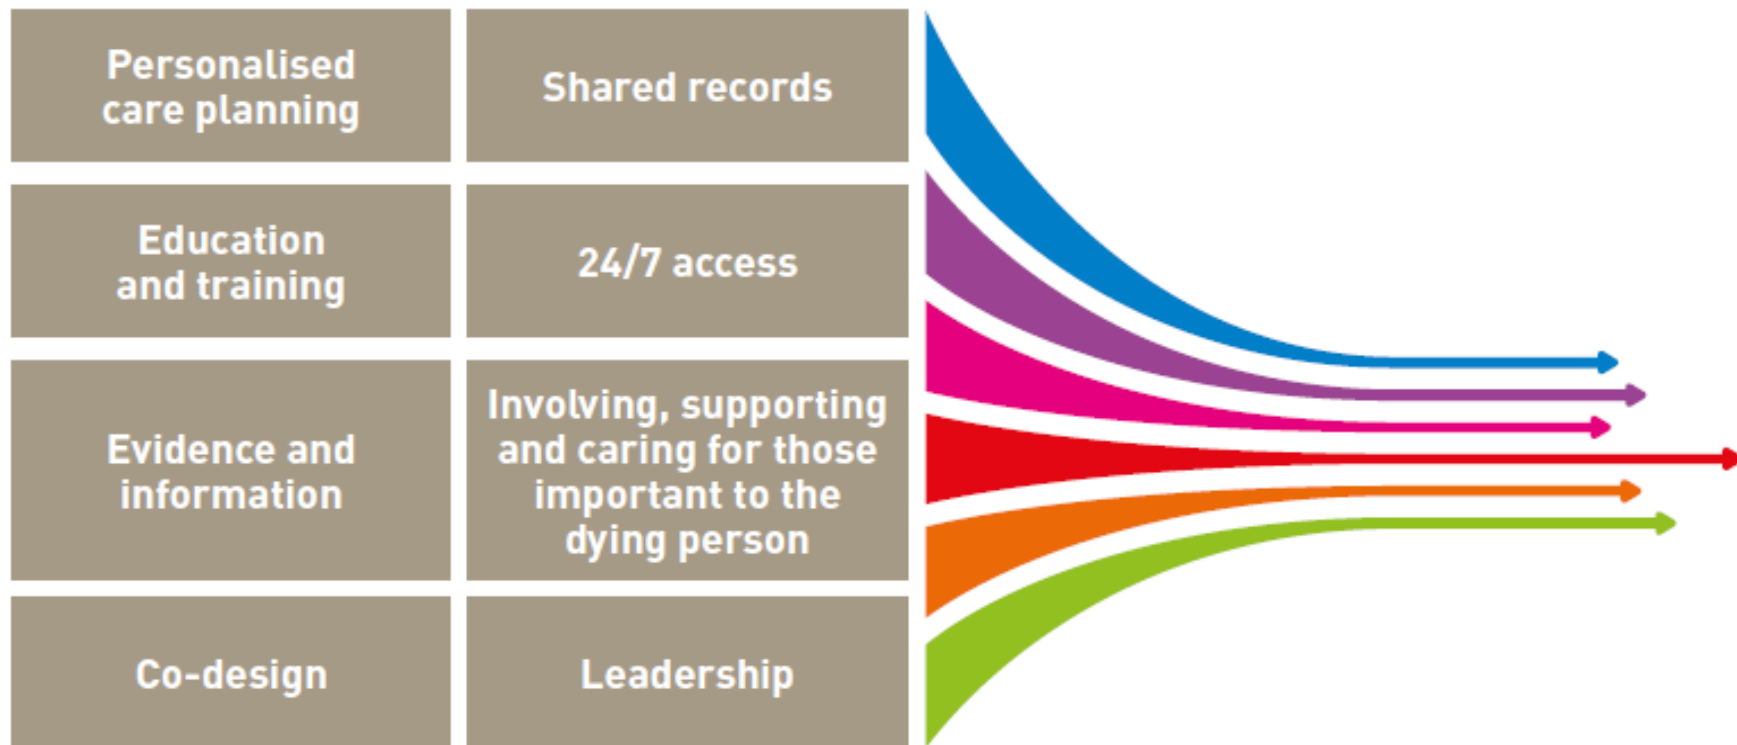 Personalised
care planning
Shared records
Education
and training
24/7 access
Evidence and
information
Involving, supporting
and caring for those
important to the
dying person
Co-design
Leadership